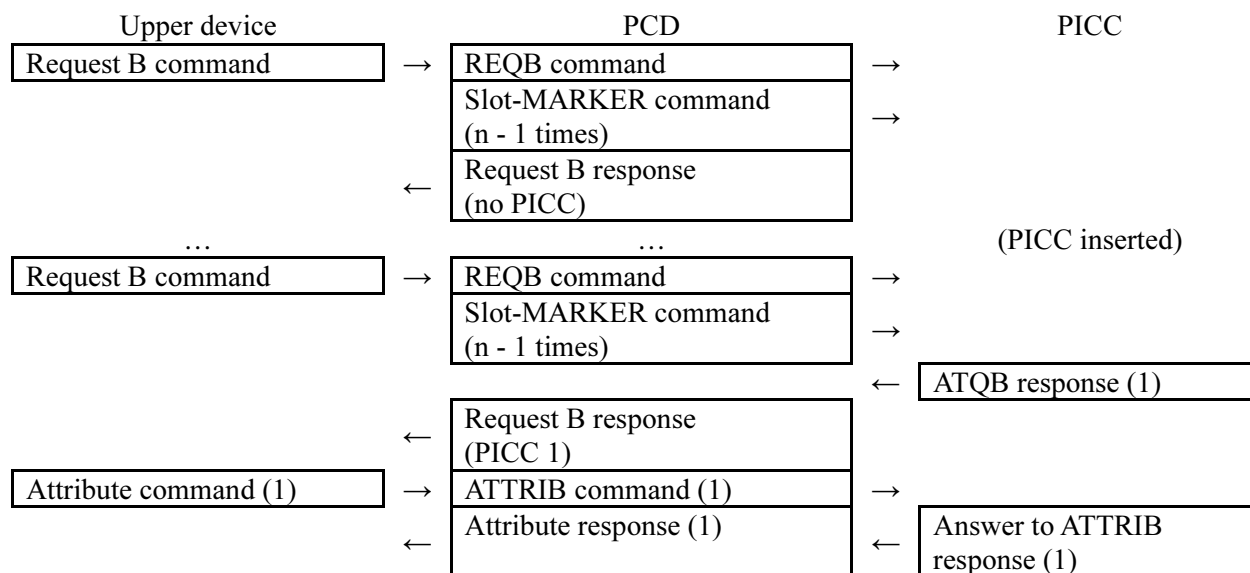 Upper device PCD PICC
Request B command → REQB command →
Slot-MARKER command
(n - 1 times) →
← Request B response
(no PICC)
… … (PICC inserted)
Request B command → REQB command →
Slot-MARKER command
(n - 1 times) →
← ATQB response (1)
← Request B response
(PICC 1)
Attribute command (1) → ATTRIB command (1) →
← Attribute response (1) ← Answer to ATTRIB
response (1)